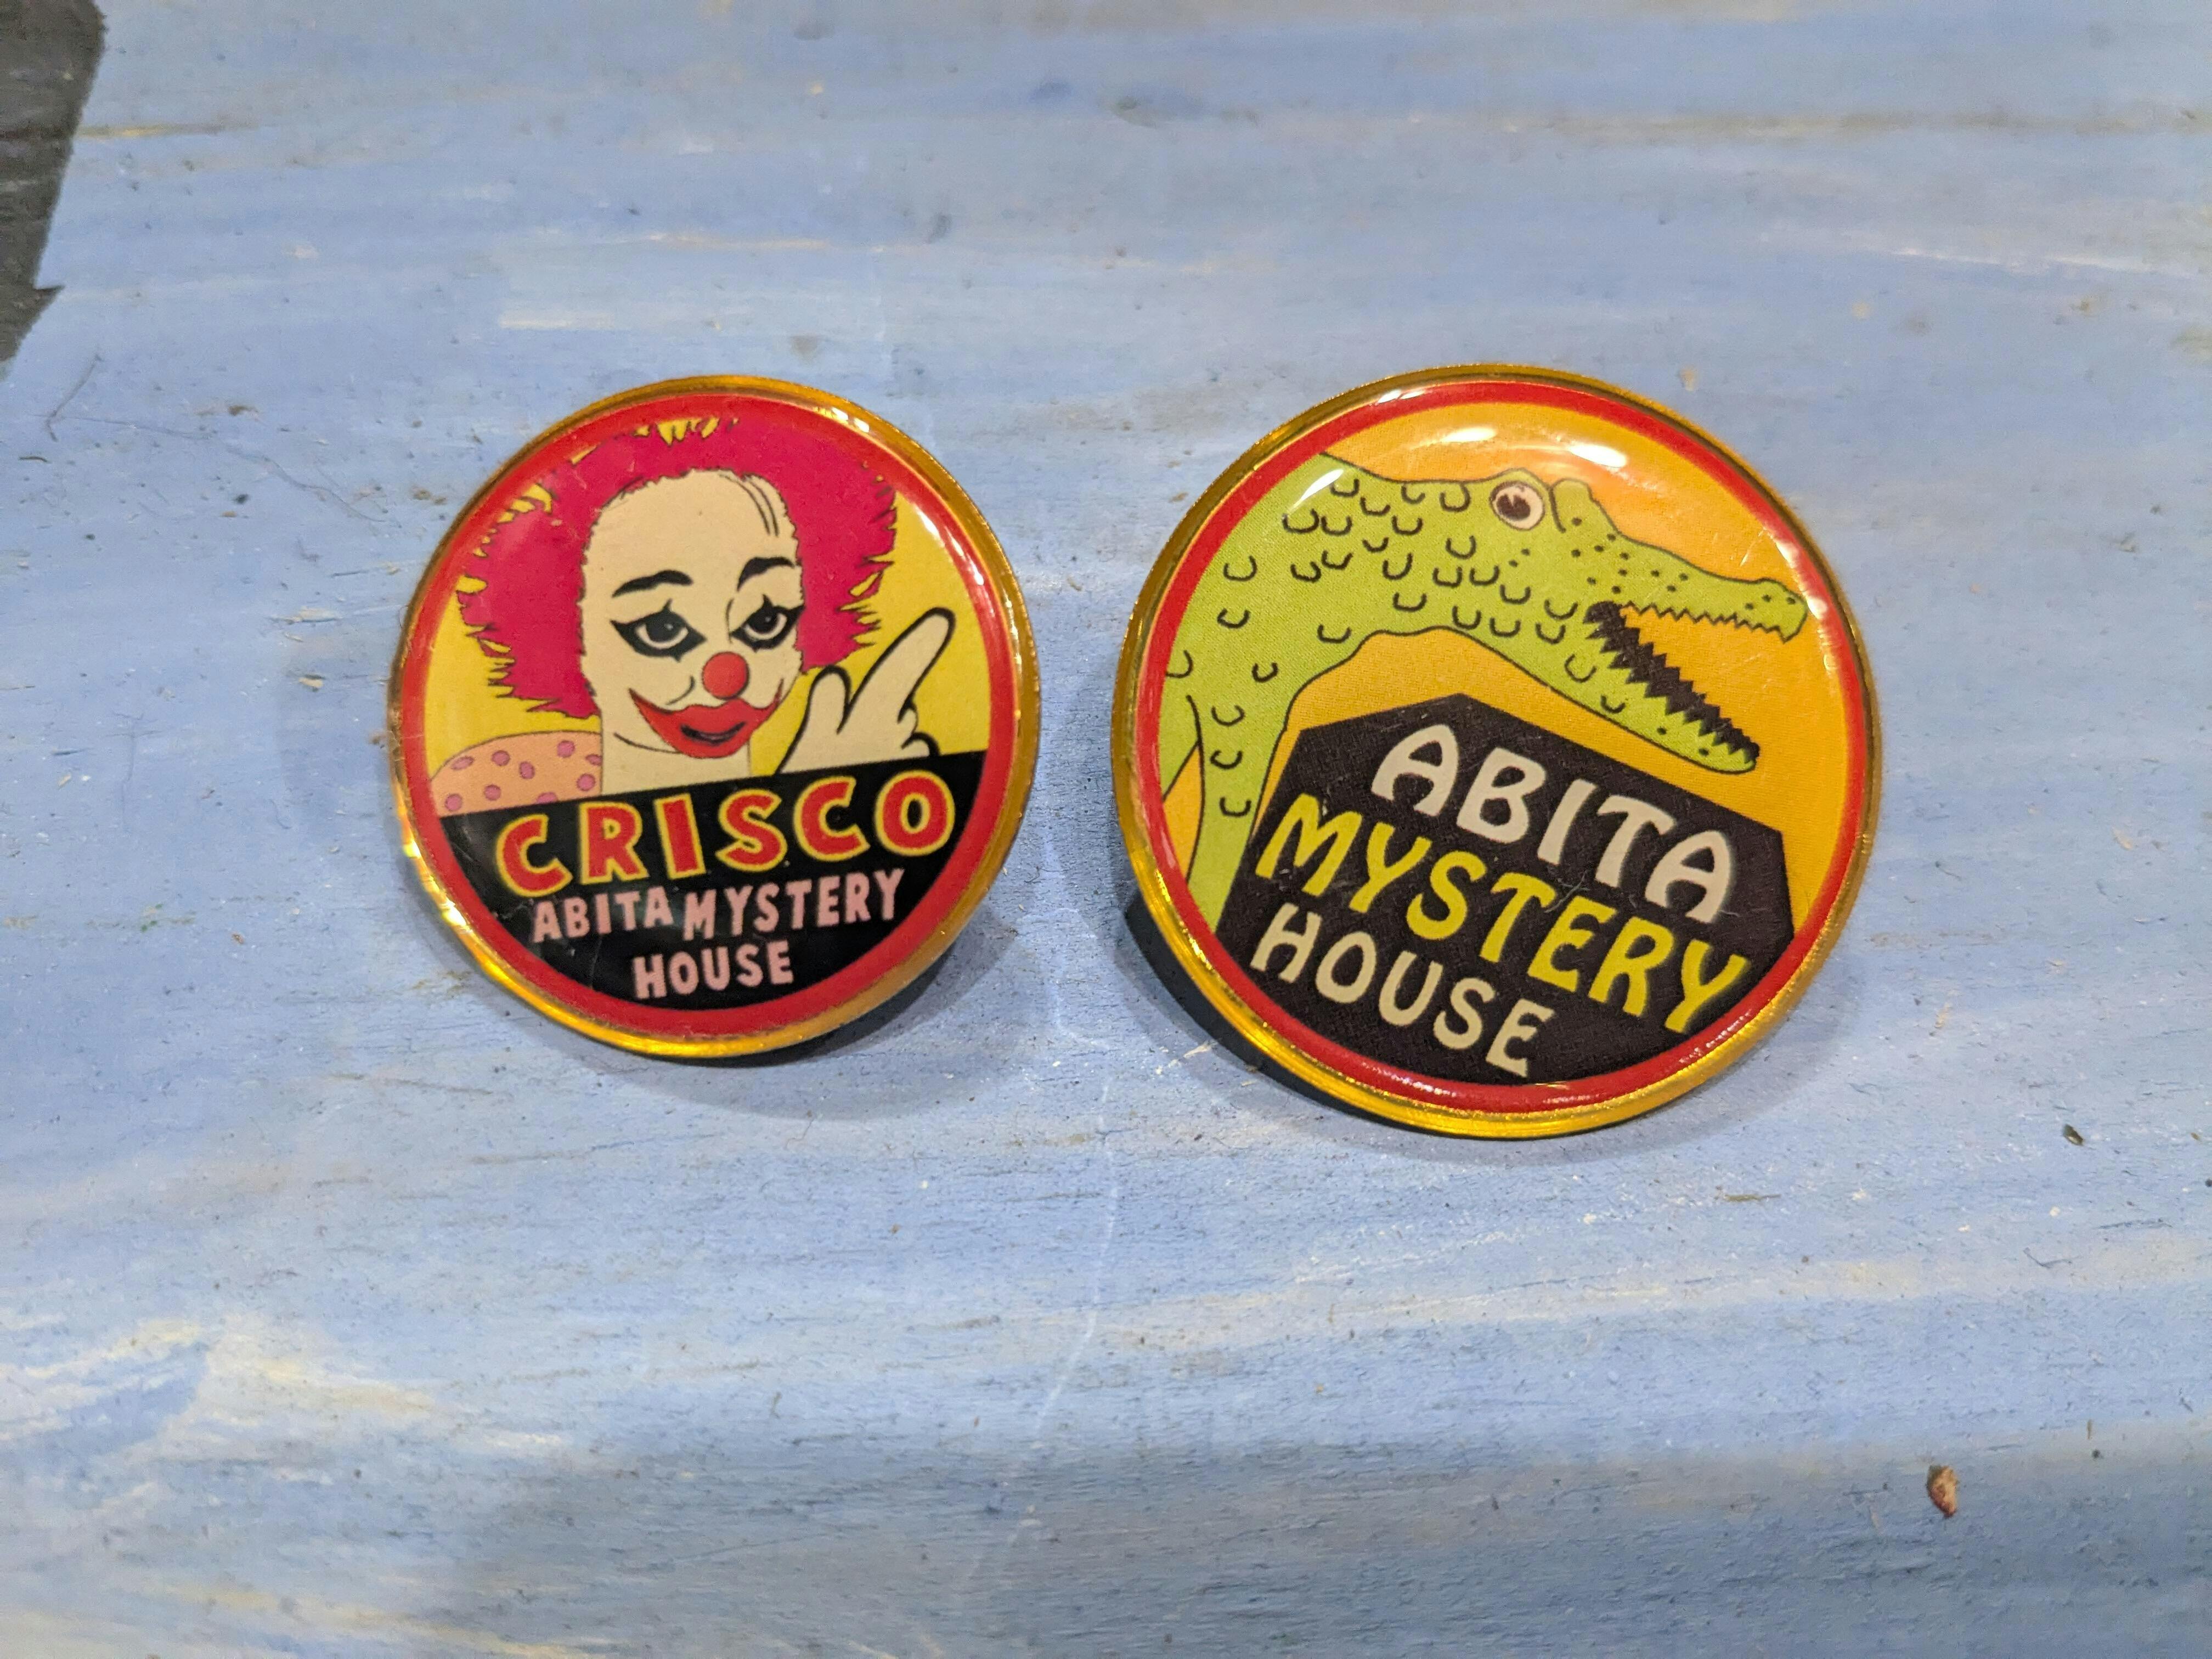 CRISCO
ABITA MYSTERY
HOUSE
ABITA
MYSTERY
HOUSE